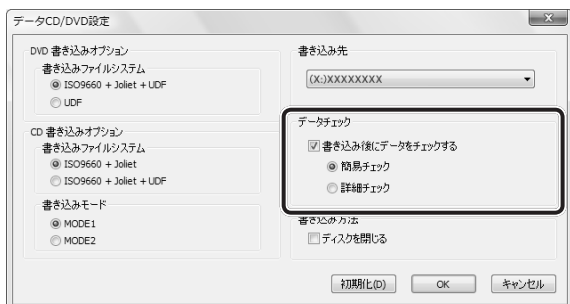 データCD/DVD設定
DVD 書き込みオプション
書き込みファイルシステム
ISO9660 + Joliet + UDF
UDF
CD 書き込みオプション
書き込みファイルシステム
ISO9660 + Joliet
ISO9660 + Joliet + UDF
書き込みモード
MODE1
MODE2
書き込み先
(X:)XXXXXXXX
データチェック
書き込み後にデータをチェックする
簡易チェック
詳細チェック
書き込み方法
ディスクを閉じる
初期化(D)
OK
キャンセル